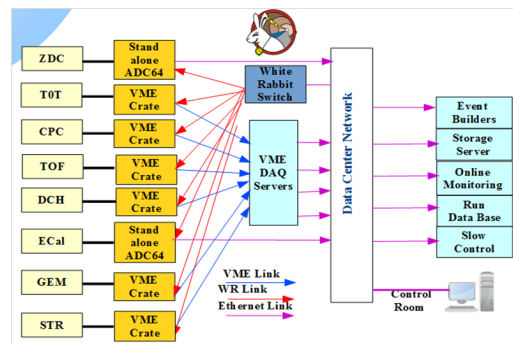 ZDC
Stand
alone
ADC64
T0T
VME
Crate
CPC
VME
Crate
TOF
VME
Crate
DCH
VME
Crate
ECal
Stand
alone
ADC64
GEM
VME
Crate
STR
VME
Crate
White
Rabbit
Switch
VME
DAQ
Servers
Data Center Network
Event
Builders
Storage
Server
Online
Monitoring
Run
Data Base
Slow
Control
VME Link
WR Link
Ethernet Link
Control
Room